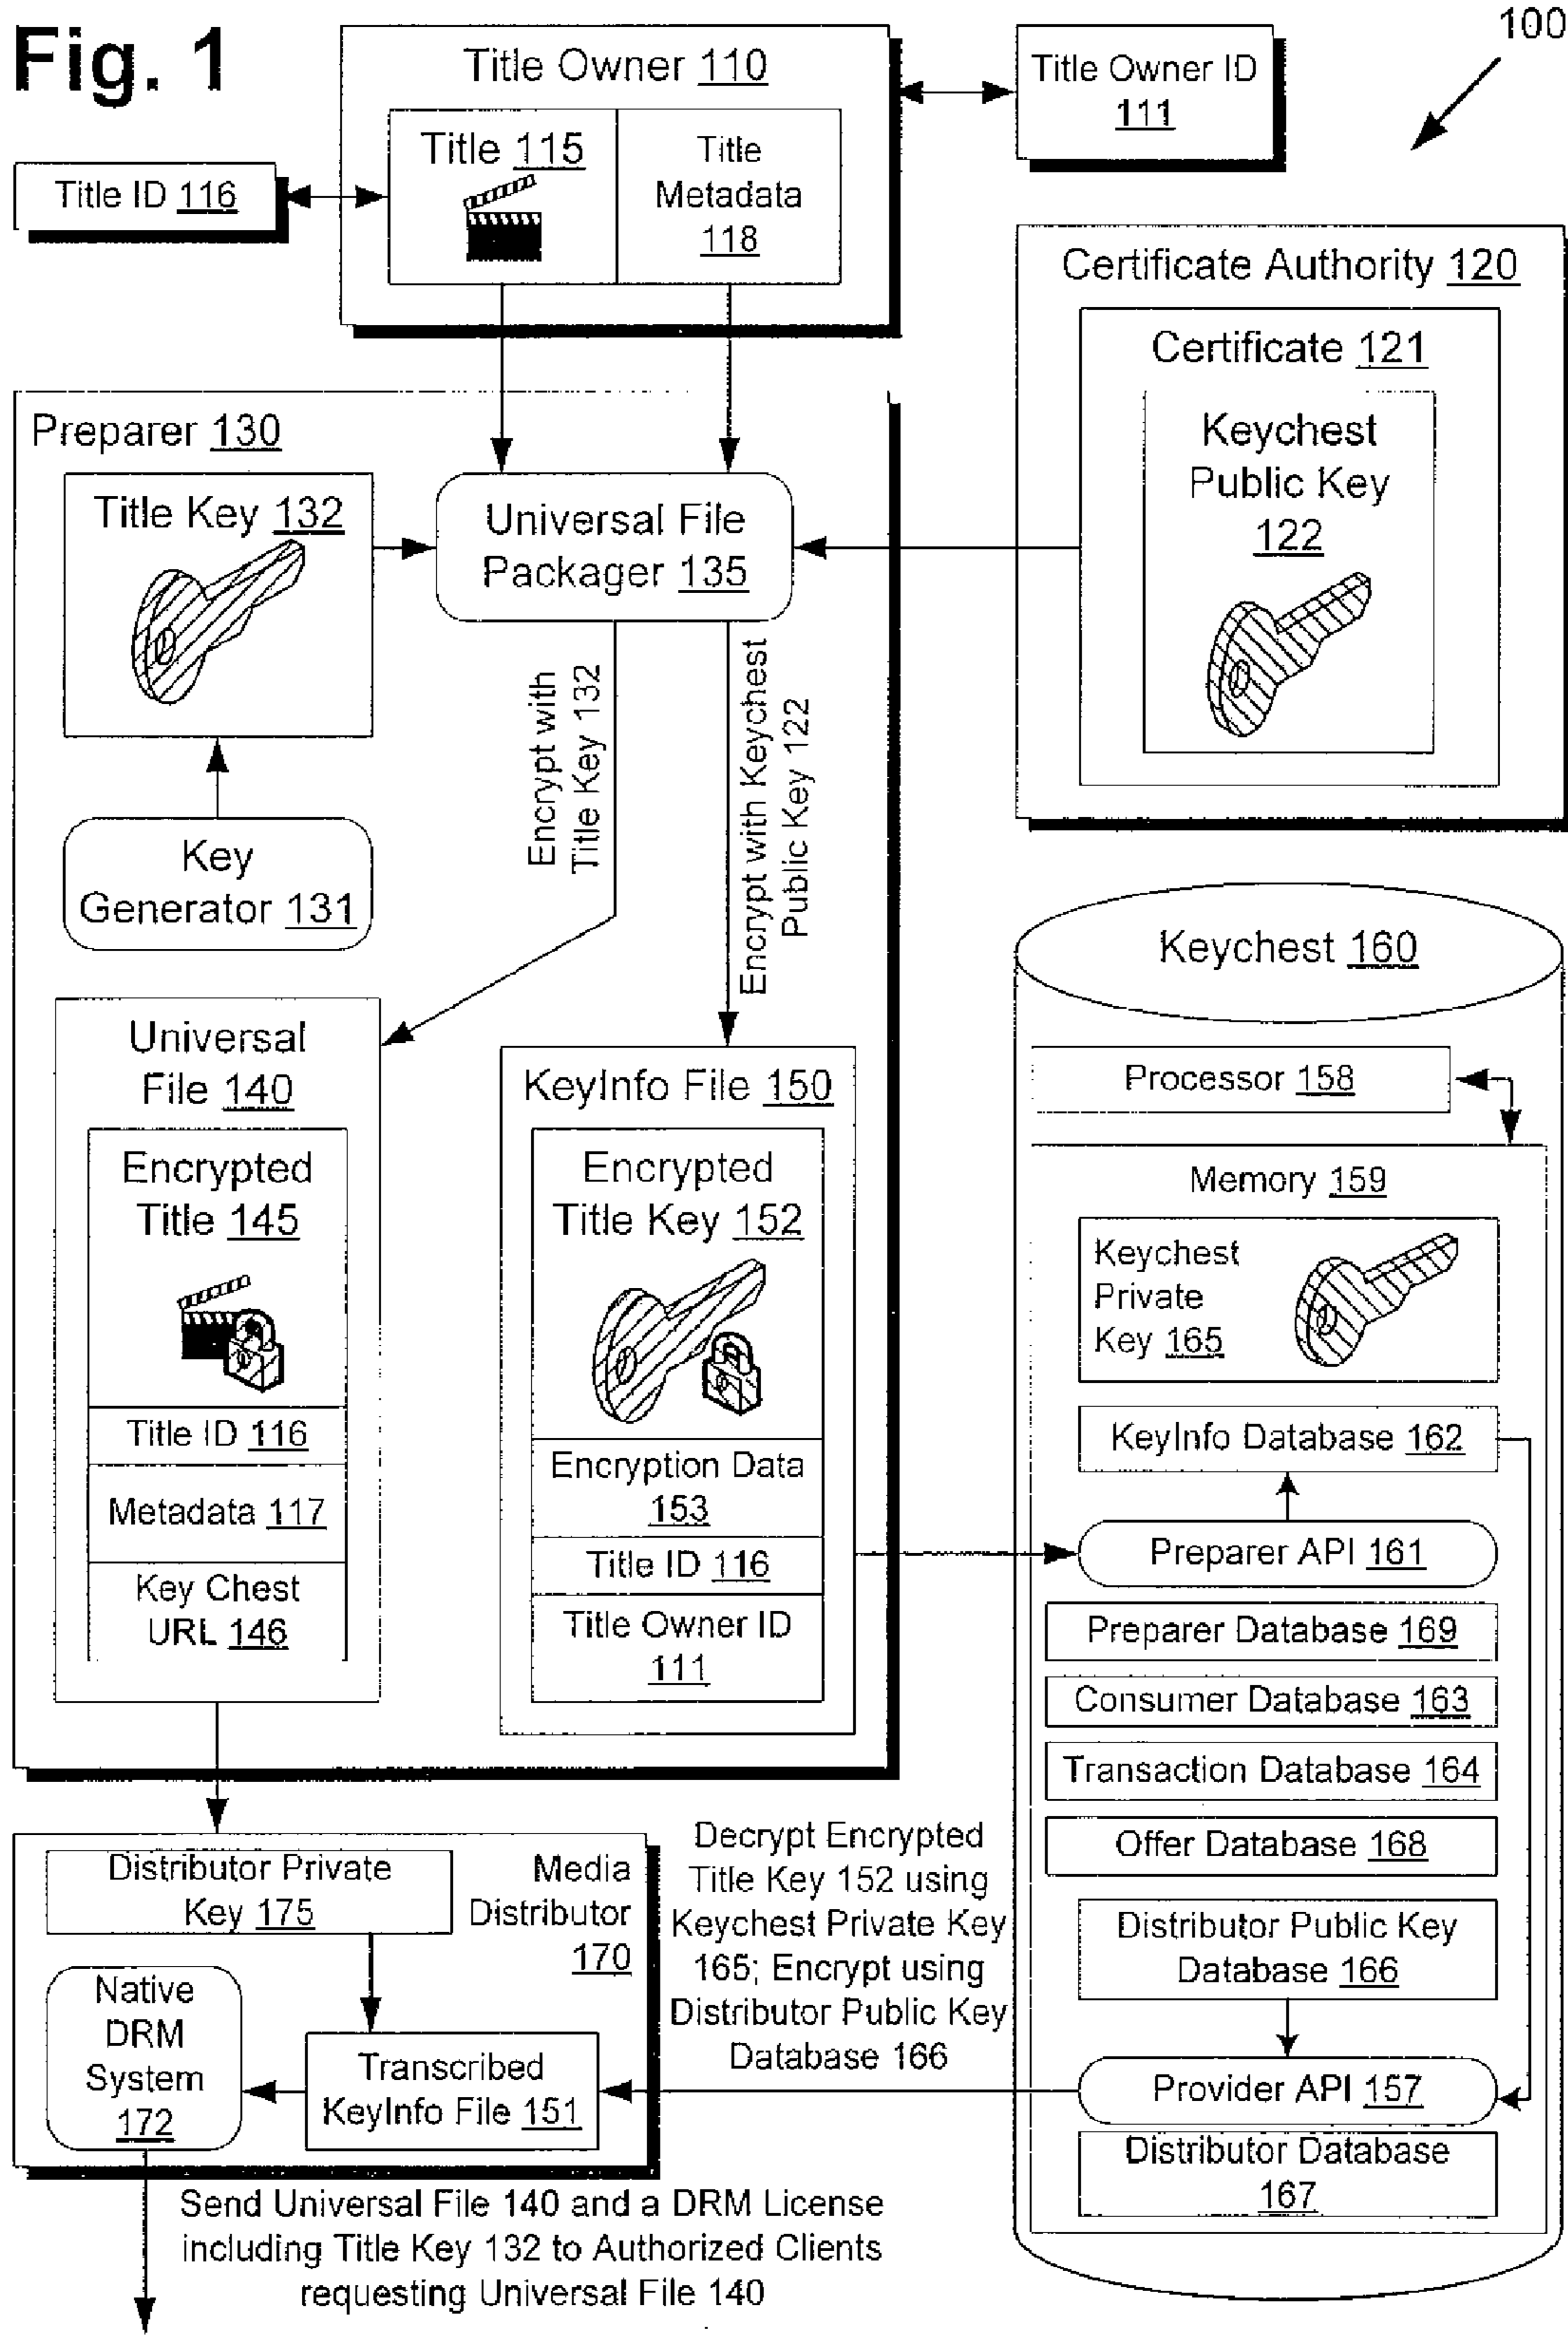 Fig. 1
100
Title Owner 110
Title Owner ID
111
Title 115
Title
Metadata
118
Title ID 116
Certificate Authority 120
Certificate 121
Keychest
Public Key
122
Preparer 130
Title Key 132
Universal File
Packager 135
Encrypt with
Title Key 132
Encrypt with Keychest
Public Key 122
Key
Generator 131
Universal
File 140
Encrypted
Title 145
Title ID 116
Metadata 117
Key Chest
URL 146
KeyInfo File 150
Encrypted
Title Key 152
Encryption Data
153
Title ID 116
Title Owner ID
111
Keychest 160
Processor 158
Memory 159
Keychest
Private
Key 165
KeyInfo Database 162
Preparer API 161
Preparer Database 169
Consumer Database 163
Transaction Database 164
Offer Database 168
Distributor Public Key
Database 166
Provider API 157
Distributor Database
167
Distributor Private
Key 175
Media
Distributor
170
Native
DRM
System
172
Transcribed
KeyInfo File 151
Decrypt Encrypted
Title Key 152 using
Keychest Private Key
165; Encrypt using
Distributor Public Key
Database 166
Send Universal File 140 and a DRM License
including Title Key 132 to Authorized Clients
requesting Universal File 140